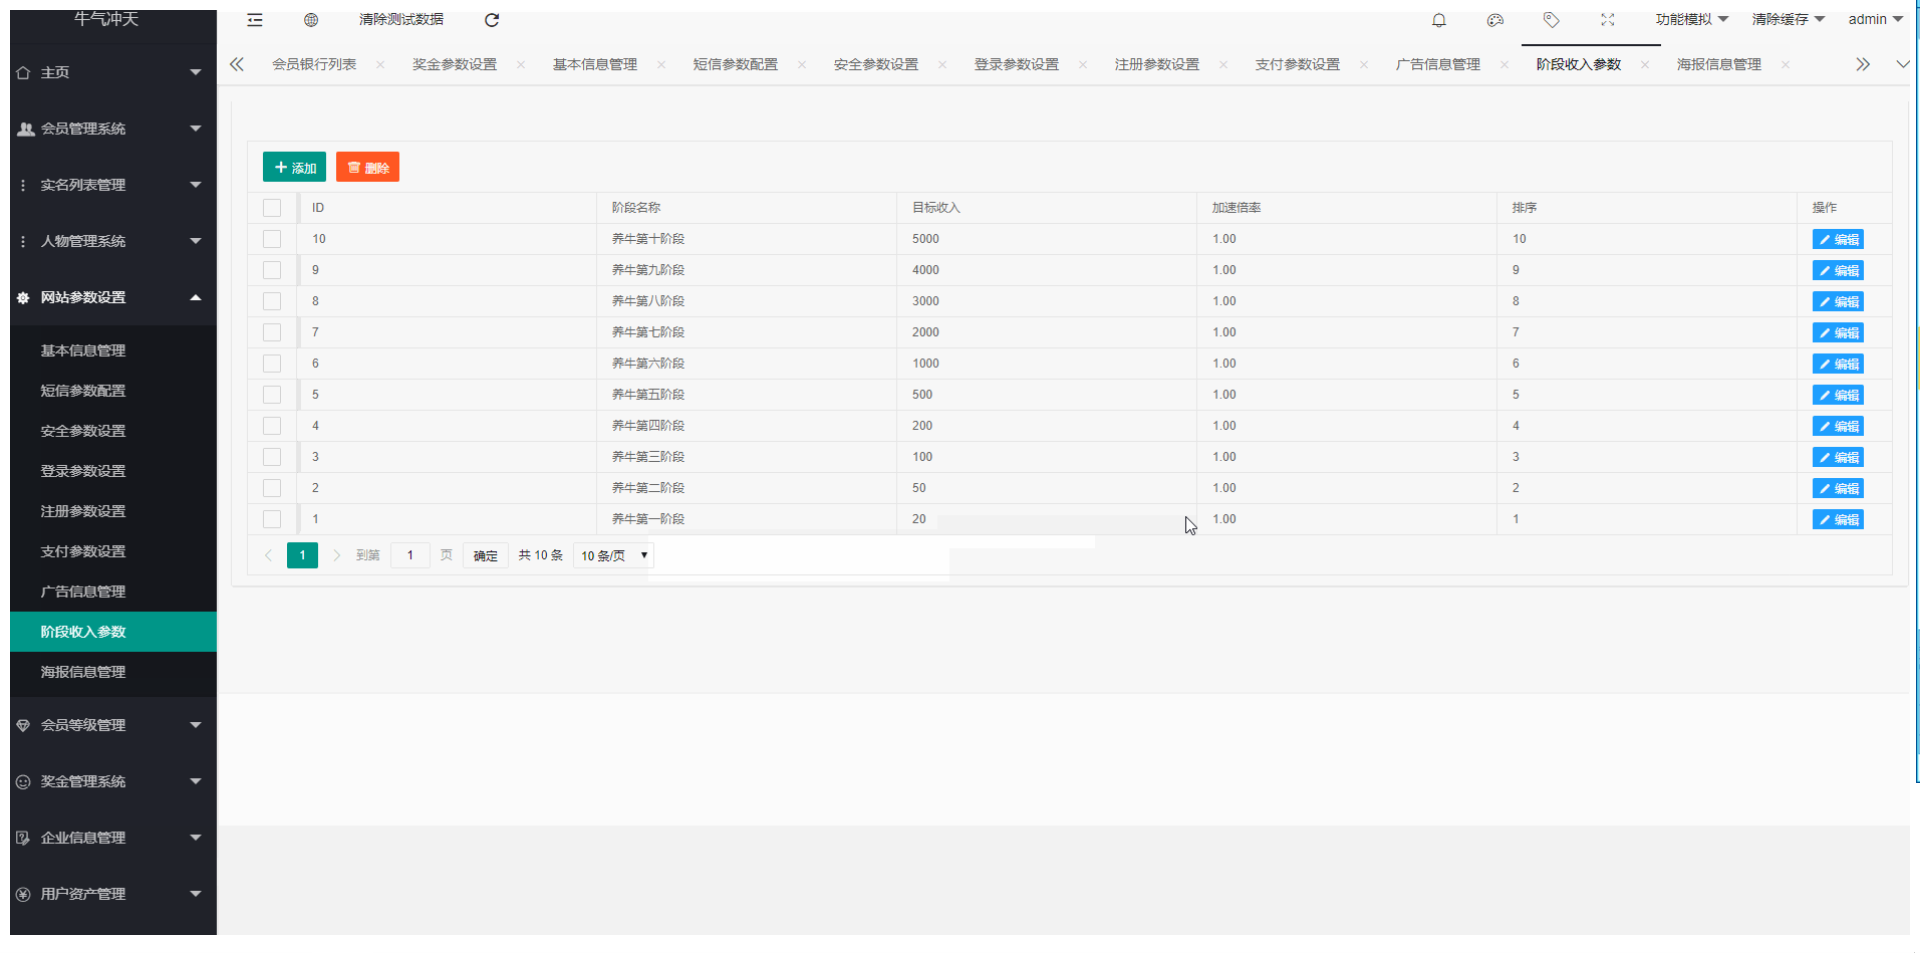 牛气冲天
清除测试数据
功能模拟 清除缓存 admin
会员银行列表 奖金参数设置 基本信息管理 短信参数配置 安全参数设置 登录参数设置 注册参数设置 支付参数设置 广告信息管理 阶段收入参数 海报信息管理
主页
会员管理系统
实名列表管理
人物管理系统
网站参数设置
基本信息管理
短信参数配置
安全参数设置
登录参数设置
注册参数设置
支付参数设置
广告信息管理
阶段收入参数
海报信息管理
会员等级管理
奖金管理系统
企业信息管理
用户资产管理
添加 删除
ID 阶段名称 目标收入 加速倍率 排序 操作
10 养牛第十阶段 5000 1.00 10 编辑
9 养牛第九阶段 4000 1.00 9 编辑
8 养牛第八阶段 3000 1.00 8 编辑
7 养牛第七阶段 2000 1.00 7 编辑
6 养牛第六阶段 1000 1.00 6 编辑
5 养牛第五阶段 500 1.00 5 编辑
4 养牛第四阶段 200 1.00 4 编辑
3 养牛第三阶段 100 1.00 3 编辑
2 养牛第二阶段 50 1.00 2 编辑
1 养牛第一阶段 20 1.00 1 编辑
1 到第 1 页 确定 共 10 条 10 条/页